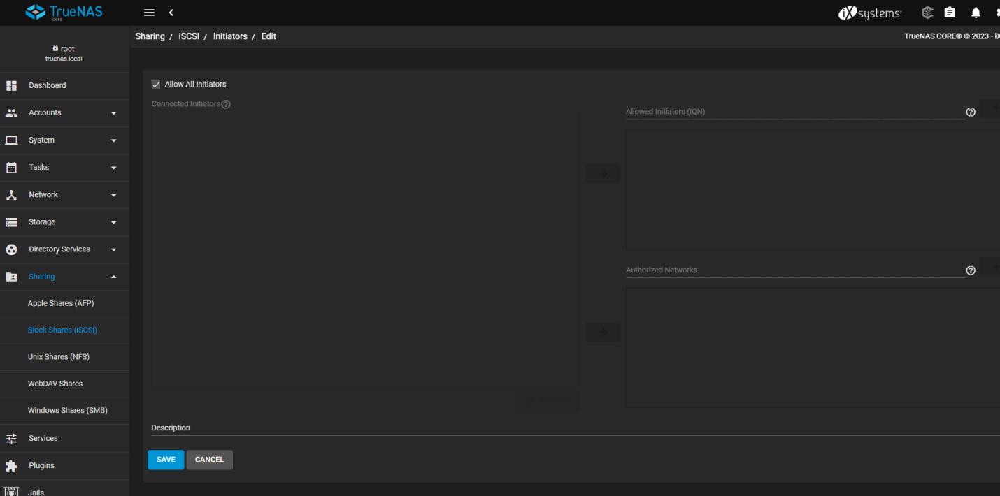 TrueNAS
CORE
iXsystems
root
truenas.local
Sharing / iSCSI / Initiators / Edit
TrueNAS CORE® © 2023 - iX
Dashboard
Accounts
System
Tasks
Network
Storage
Directory Services
Sharing
Apple Shares (AFP)
Block Shares (iSCSI)
Unix Shares (NFS)
WebDAV Shares
Windows Shares (SMB)
Services
Plugins
Jails
Allow All Initiators
Connected Initiators
Allowed Initiators (IQN)
Authorized Networks
Description
SAVE
CANCEL